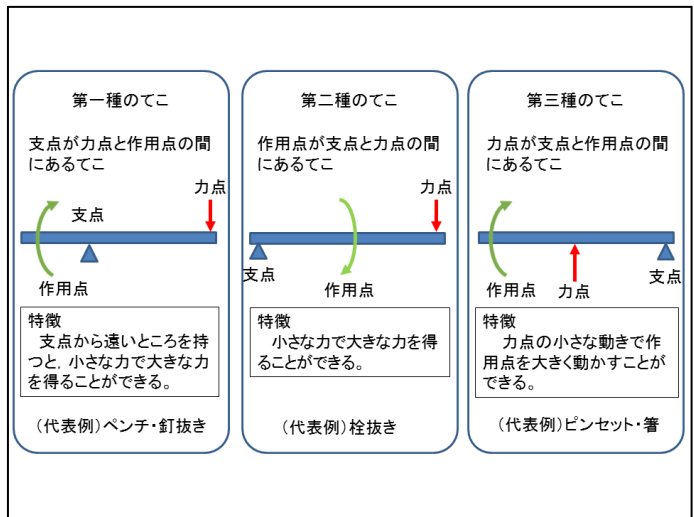 第一種のてこ
支点が力点と作用点の間
にあるてこ
力点
支点
作用点
特徴
　支点から遠いところを持
つと，小さな力で大きな力
を得ることができる。
（代表例）ペンチ・釘抜き
第二種のてこ
作用点が支点と力点の間
にあるてこ
力点
支点
作用点
特徴
　小さな力で大きな力を得
ることができる。
（代表例）栓抜き
第三種のてこ
力点が支点と作用点の間
にあるてこ
作用点
力点
支点
特徴
　力点の小さな動きで作
用点を大きく動かすことが
できる。
（代表例）ピンセット・箸